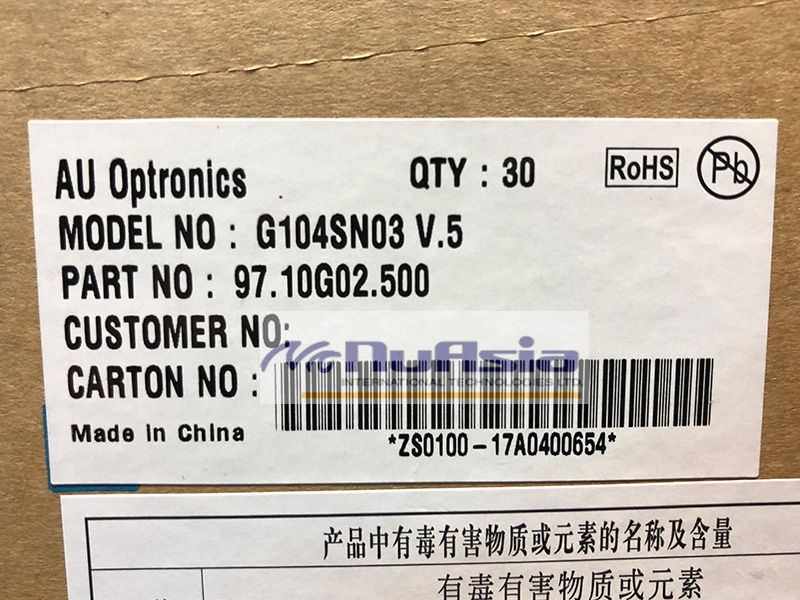 AU Optronics QTY : 30 RoHS Pb
MODEL NO : G104SN03 V.5
PART NO : 97.10G02.500
CUSTOMER NO:
NuAsia
CARTON NO :
INTERNATIONAL TECHNOLOGIES LTD.
Made in China
*ZS0100-17A0400654*
产品中有毒有害物质或元素的名称及含量
有毒有害物质或元素